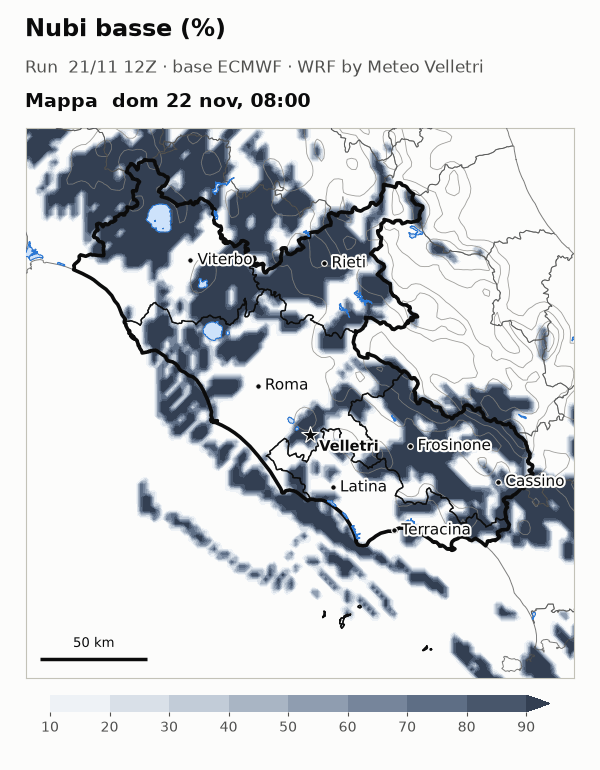 Nubi basse (%)
Run  21/11 12Z · base ECMWF · WRF by Meteo Velletri
Mappa  dom 22 nov, 08:00
Viterbo
Rieti
Roma
Velletri
Frosinone
Cassino
Latina
Terracina
50 km
10 20 30 40 50 60 70 80 90